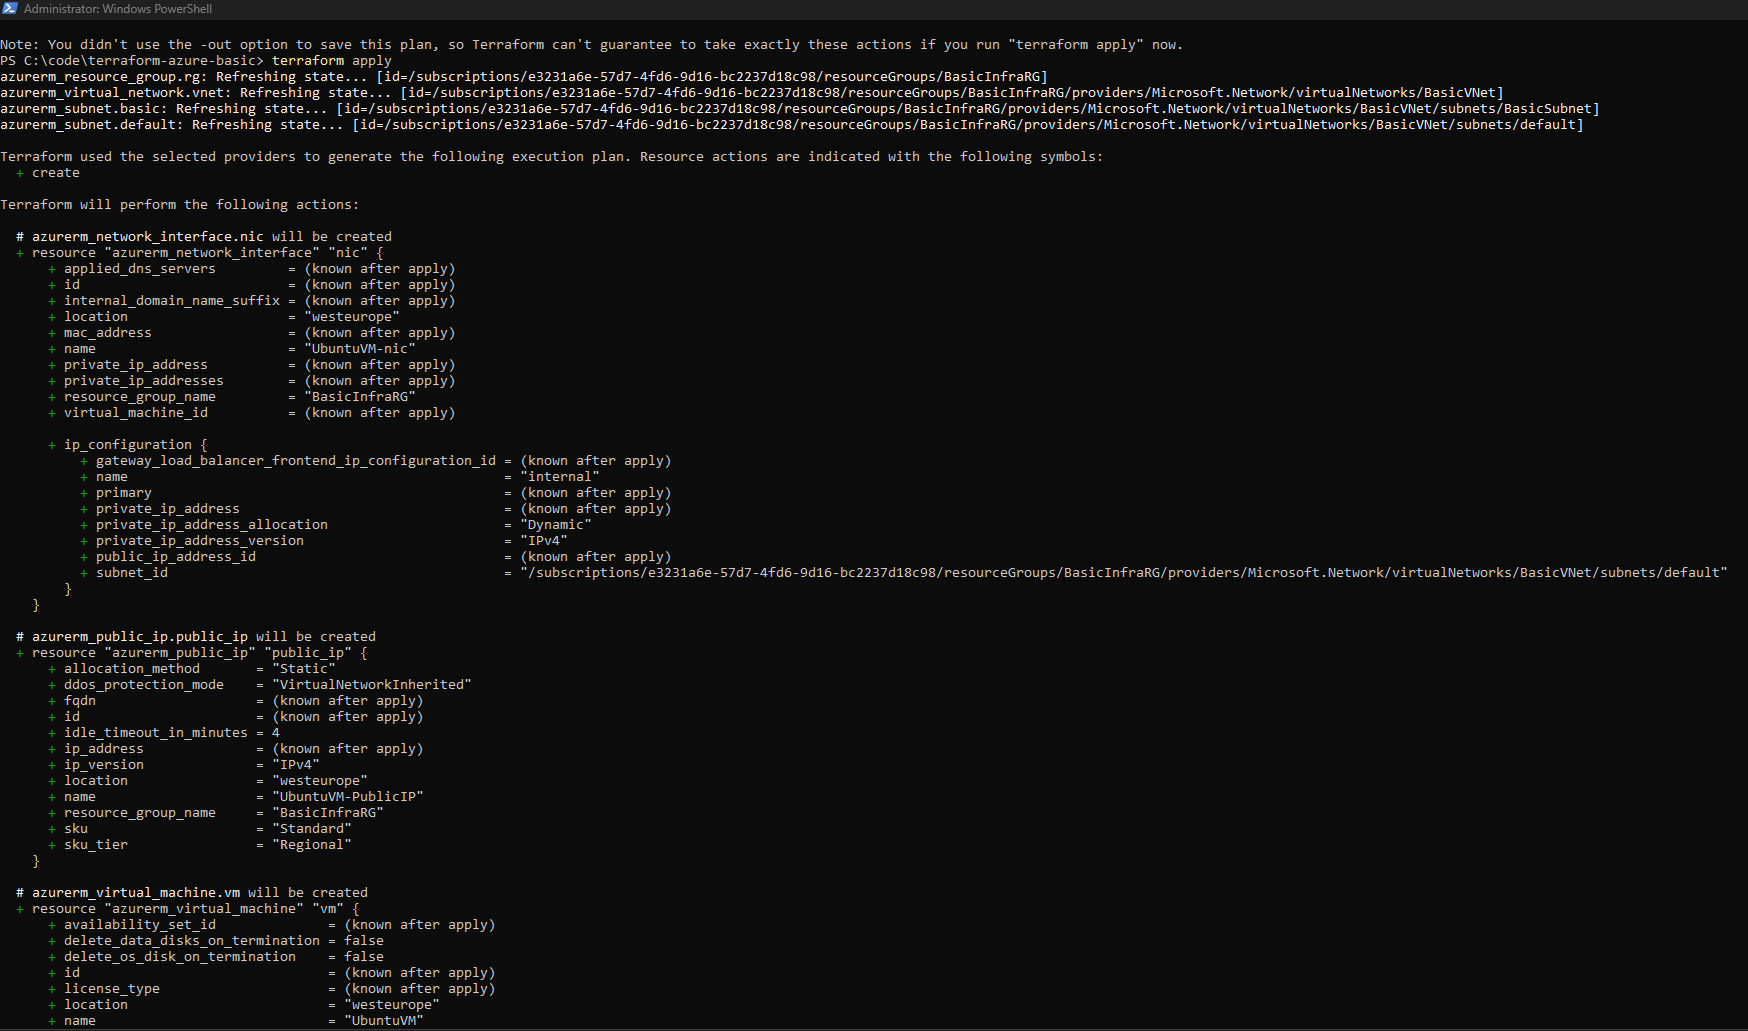 Administrator: Windows PowerShell
Note: You didn't use the -out option to save this plan, so Terraform can't guarantee to take exactly these actions if you run "terraform apply" now.
PS C:\code\terraform-azure-basic> terraform apply
azurerm_resource_group.rg: Refreshing state... [id=/subscriptions/e3231a6e-57d7-4fd6-9d16-bc2237d18c98/resourceGroups/BasicInfraRG]
azurerm_virtual_network.vnet: Refreshing state... [id=/subscriptions/e3231a6e-57d7-4fd6-9d16-bc2237d18c98/resourceGroups/BasicInfraRG/providers/Microsoft.Network/virtualNetworks/BasicVNet]
azurerm_subnet.basic: Refreshing state... [id=/subscriptions/e3231a6e-57d7-4fd6-9d16-bc2237d18c98/resourceGroups/BasicInfraRG/providers/Microsoft.Network/virtualNetworks/BasicVNet/subnets/BasicSubnet]
azurerm_subnet.default: Refreshing state... [id=/subscriptions/e3231a6e-57d7-4fd6-9d16-bc2237d18c98/resourceGroups/BasicInfraRG/providers/Microsoft.Network/virtualNetworks/BasicVNet/subnets/default]
Terraform used the selected providers to generate the following execution plan. Resource actions are indicated with the following symbols:
  + create
Terraform will perform the following actions:
  # azurerm_network_interface.nic will be created
  + resource "azurerm_network_interface" "nic" {
      + applied_dns_servers         = (known after apply)
      + id                          = (known after apply)
      + internal_domain_name_suffix = (known after apply)
      + location                    = "westeurope"
      + mac_address                 = (known after apply)
      + name                        = "UbuntuVM-nic"
      + private_ip_address          = (known after apply)
      + private_ip_addresses        = (known after apply)
      + resource_group_name         = "BasicInfraRG"
      + virtual_machine_id          = (known after apply)
      + ip_configuration {
          + gateway_load_balancer_frontend_ip_configuration_id = (known after apply)
          + name                                               = "internal"
          + primary                                            = (known after apply)
          + private_ip_address                                 = (known after apply)
          + private_ip_address_allocation                      = "Dynamic"
          + private_ip_address_version                         = "IPv4"
          + public_ip_address_id                               = (known after apply)
          + subnet_id                                          = "/subscriptions/e3231a6e-57d7-4fd6-9d16-bc2237d18c98/resourceGroups/BasicInfraRG/providers/Microsoft.Network/virtualNetworks/BasicVNet/subnets/default"
        }
    }
  # azurerm_public_ip.public_ip will be created
  + resource "azurerm_public_ip" "public_ip" {
      + allocation_method       = "Static"
      + ddos_protection_mode    = "VirtualNetworkInherited"
      + fqdn                    = (known after apply)
      + id                      = (known after apply)
      + idle_timeout_in_minutes = 4
      + ip_address              = (known after apply)
      + ip_version              = "IPv4"
      + location                = "westeurope"
      + name                    = "UbuntuVM-PublicIP"
      + resource_group_name     = "BasicInfraRG"
      + sku                     = "Standard"
      + sku_tier                = "Regional"
    }
  # azurerm_virtual_machine.vm will be created
  + resource "azurerm_virtual_machine" "vm" {
      + availability_set_id              = (known after apply)
      + delete_data_disks_on_termination = false
      + delete_os_disk_on_termination    = false
      + id                               = (known after apply)
      + license_type                     = (known after apply)
      + location                         = "westeurope"
      + name                             = "UbuntuVM"